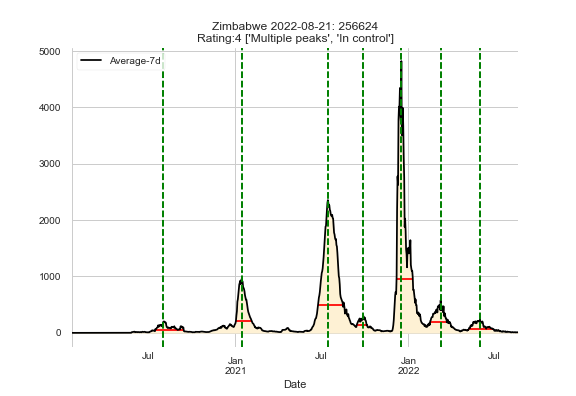 Zimbabwe 2022-08-21: 256624
Rating:4 ['Multiple peaks', 'In control']
Average-7d
5000
4000
3000
2000
1000
0
Jul
Jan
2021
Jul
Jan
2022
Jul
Date